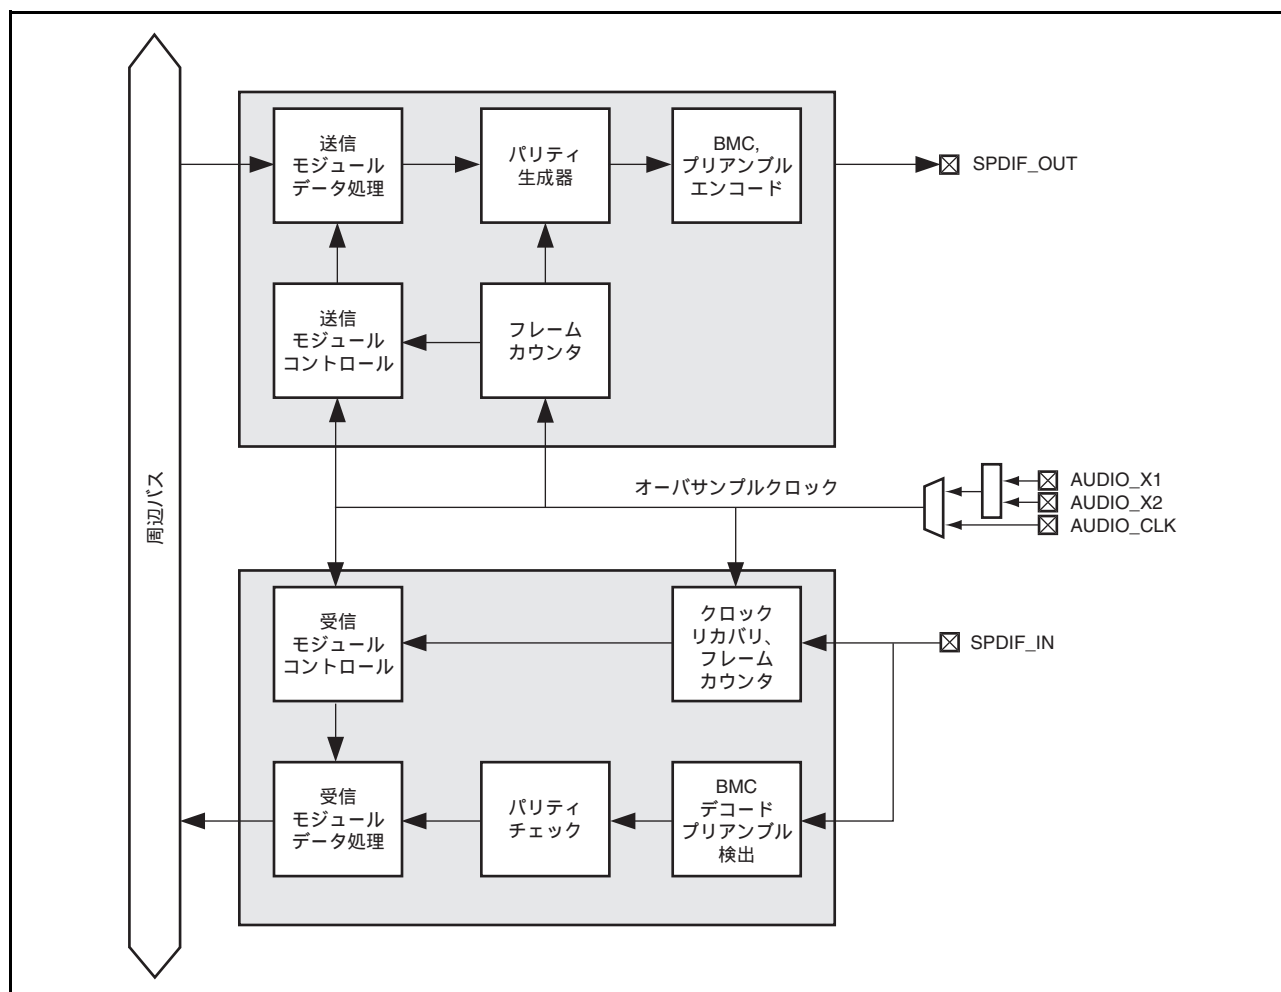 送信
モジュール
データ処理
パリティ
生成器
BMC,
プリアンブル
エンコード
SPDIF_OUT
送信
モジュール
コントロール
フレーム
カウンタ
周辺バス
オーバサンプルクロック
AUDIO_X1
AUDIO_X2
AUDIO_CLK
受信
モジュール
コントロール
クロック
リカバリ、
フレーム
カウンタ
SPDIF_IN
受信
モジュール
データ処理
パリティ
チェック
BMC
デコード
プリアンブル
検出